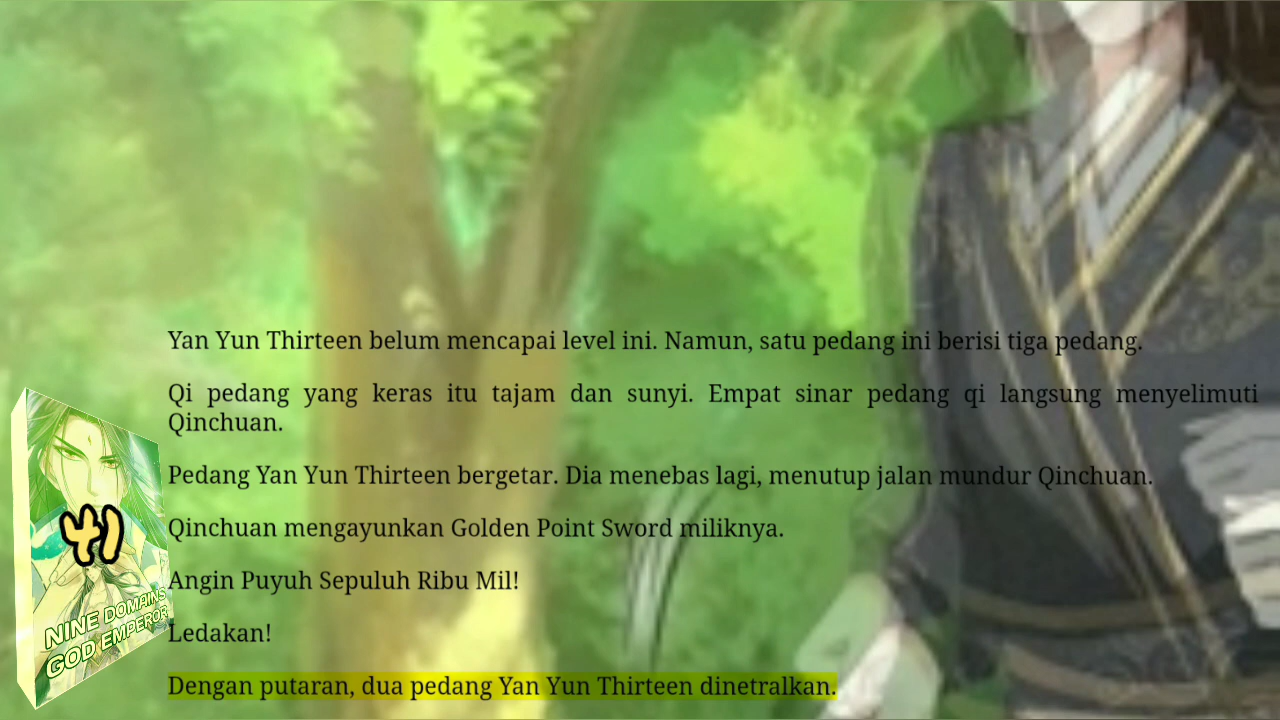 Yan Yun Thirteen belum mencapai level ini. Namun, satu pedang ini berisi tiga pedang.
Qi pedang yang keras itu tajam dan sunyi. Empat sinar pedang qi langsung menyelimuti
Qinchuan.
Pedang Yan Yun Thirteen bergetar. Dia menebas lagi, menutup jalan mundur Qinchuan.
Qinchuan mengayunkan Golden Point Sword miliknya.
Angin Puyuh Sepuluh Ribu Mil!
Ledakan!
Dengan putaran, dua pedang Yan Yun Thirteen dinetralkan.
41
NINE DOMAINS
GOD EMPEROR